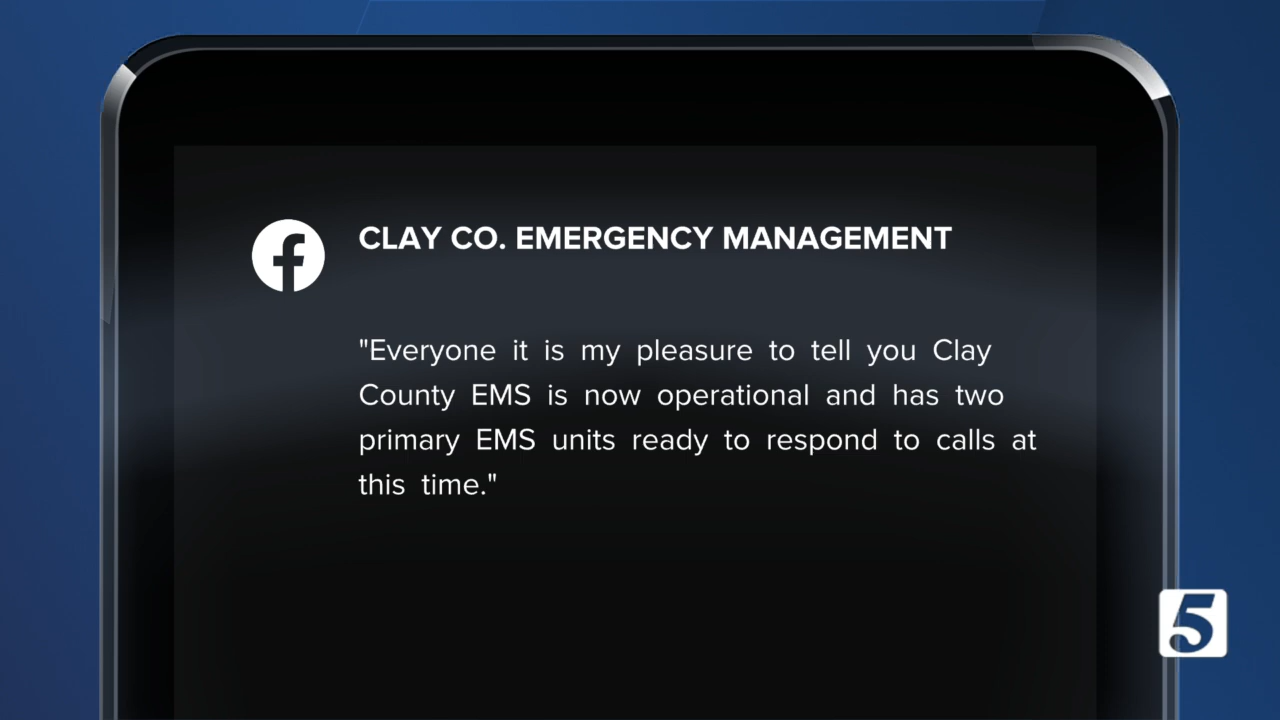 CLAY CO. EMERGENCY MANAGEMENT
"Everyone it is my pleasure to tell you Clay
County EMS is now operational and has two
primary EMS units ready to respond to calls at
this time."
5